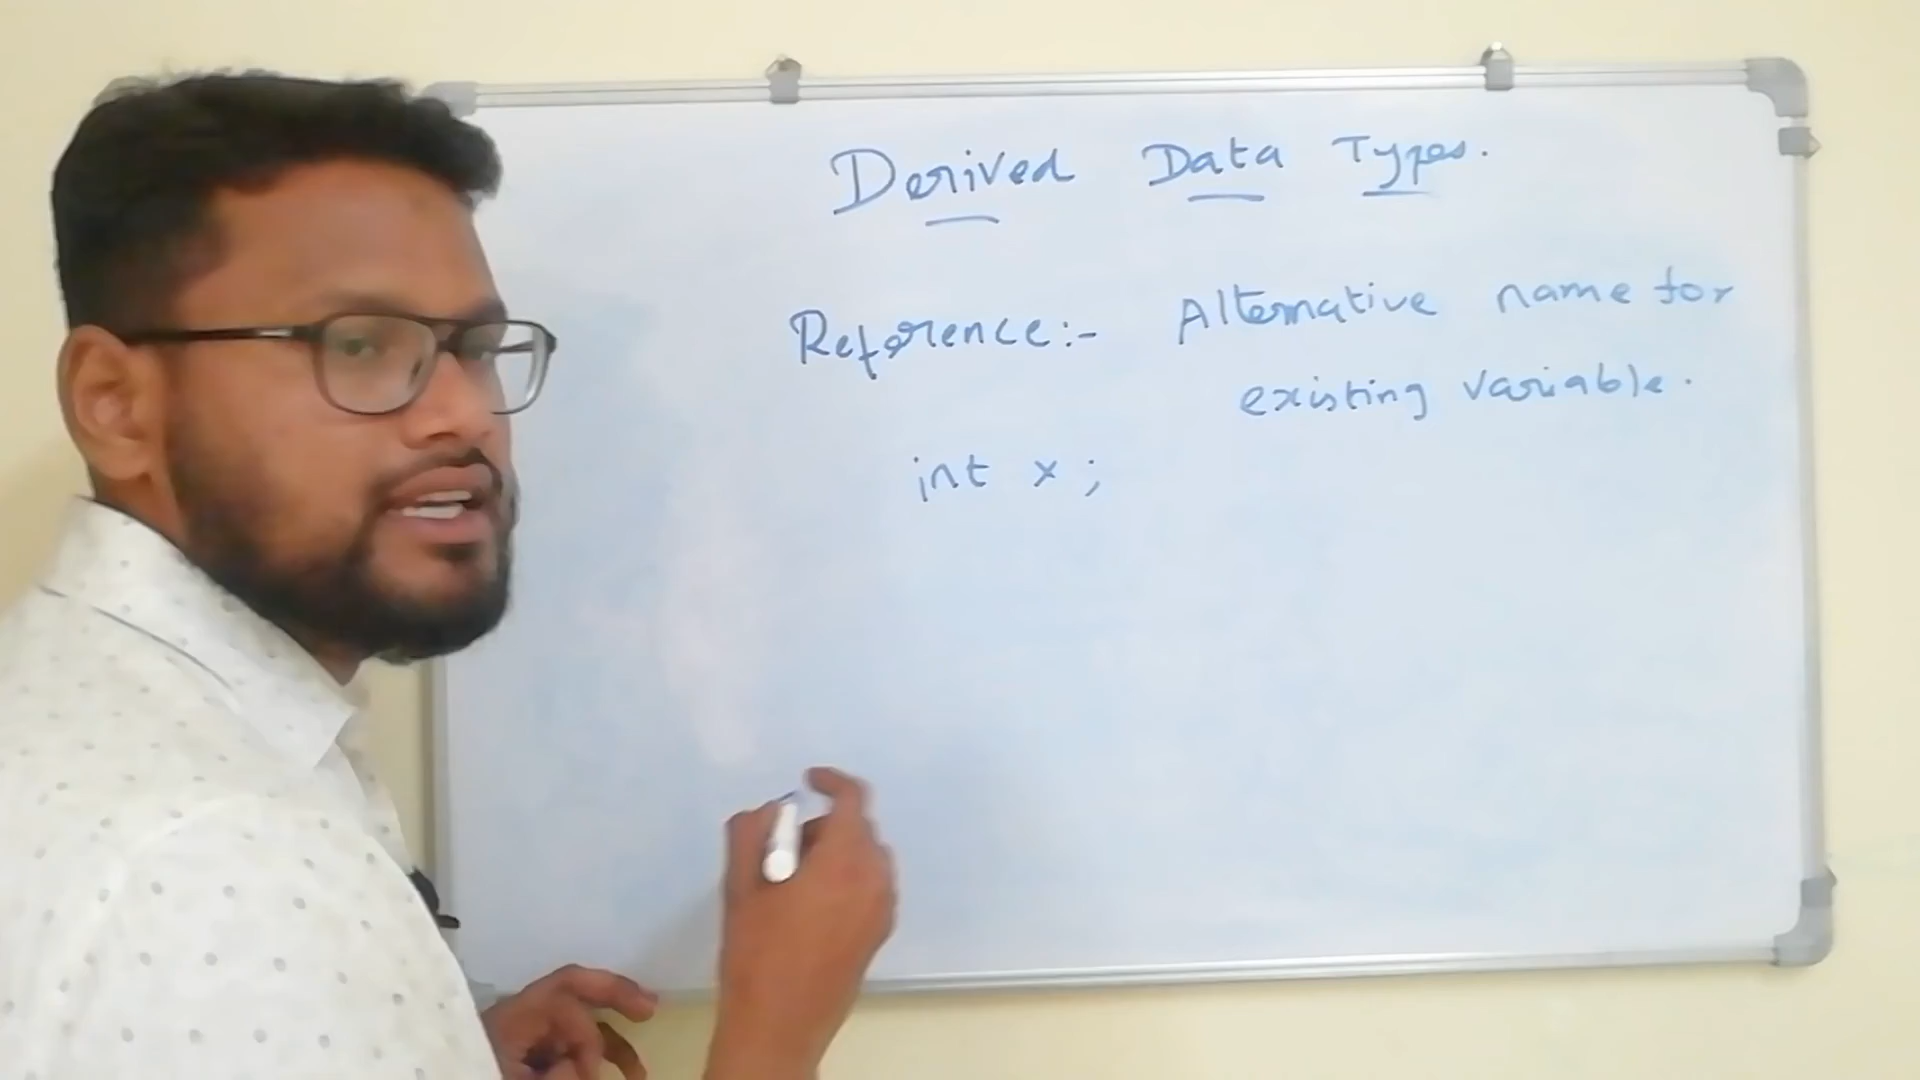 Derived Data Types.
Reference:- Alternative name for
existing variable.
int x ;